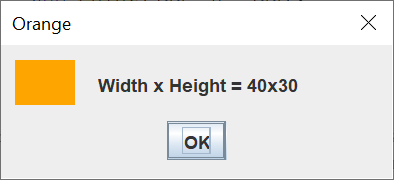 Orange
Width x Height = 40x30
OK